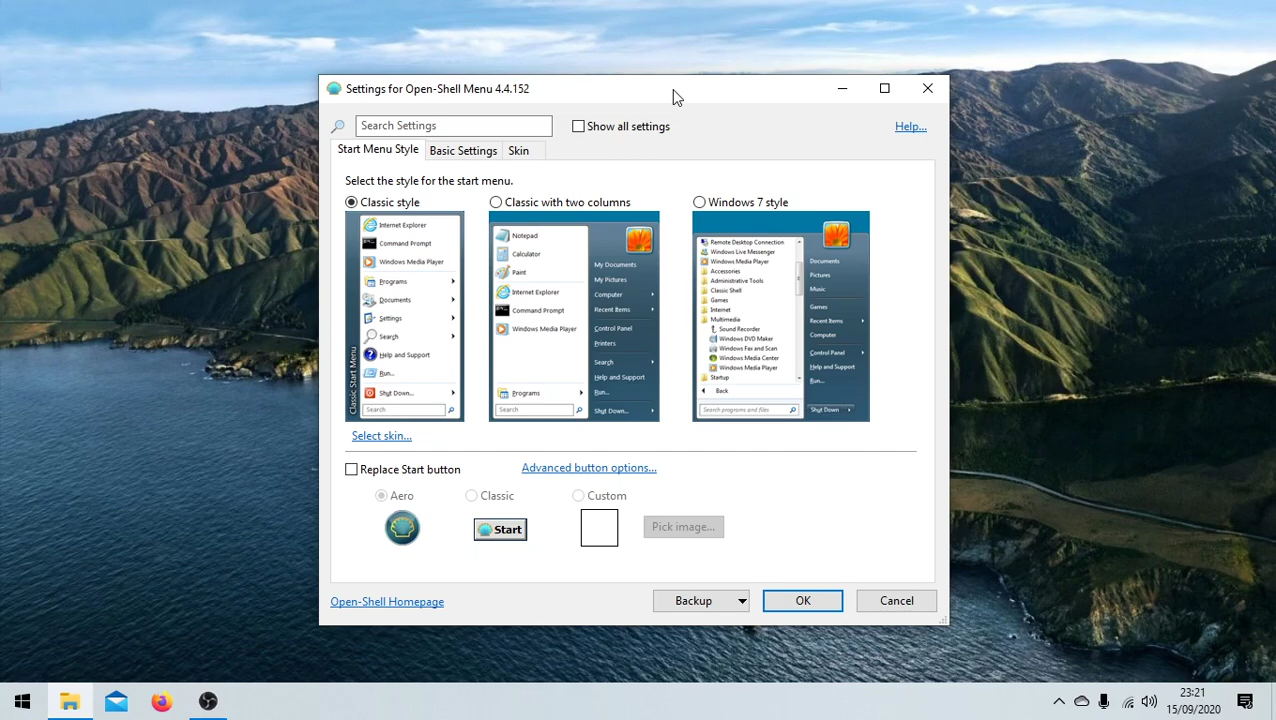 Settings for Open-Shell Menu 4.4.152
Search Settings
Show all settings
Help...
Start Menu Style
Basic Settings
Skin
Select the style for the start menu.
Classic style
Classic with two columns
Windows 7 style
Internet Explorer
Command Prompt
Windows Media Player
Programs
Documents
Settings
Search
Help and Support
Run...
Shut Down...
Search
Classic Start Menu
Notepad
Calculator
Paint
Internet Explorer
Command Prompt
Windows Media Player
Programs
Search
My Documents
My Pictures
Computer
Recent Items
Control Panel
Printers
Search
Help and Support
Run...
Shut Down...
Remote Desktop Connection
Windows Live Messenger
Windows Media Player
Accessories
Administrative Tools
Classic Shell
Games
Internet
Multimedia
Sound Recorder
Windows DVD Maker
Windows Fax and Scan
Windows Media Center
Windows Media Player
Startup
Back
Search programs and files
Documents
Pictures
Music
Games
Recent Items
Computer
Control Panel
Help and Support
Run...
Shut Down
Select skin...
Replace Start button
Advanced button options...
Aero
Classic
Custom
Start
Pick image...
Open-Shell Homepage
Backup
OK
Cancel
23:21
15/09/2020